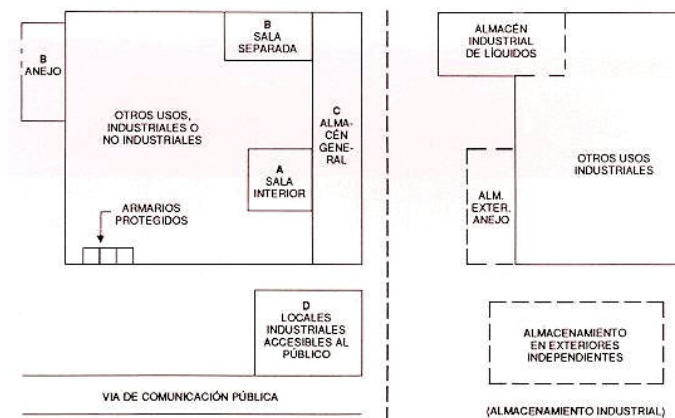 B
ANEJO
B
SALA
SEPARADA
OTROS USOS,
INDUSTRIALES O
NO INDUSTRIALES
C
ALMA-
CÉN
GENE-
RAL
A
SALA
INTERIOR
ARMARIOS
PROTEGIDOS
D
LOCALES
INDUSTRIALES
ACCESIBLES AL
PÚBLICO
VIA DE COMUNICACIÓN PÚBLICA
ALMACÉN
INDUSTRIAL
DE LÍQUIDOS
OTROS USOS
INDUSTRIALES
ALM.
EXTER.
ANEJO
ALMACENAMIENTO
EN EXTERIORES
INDEPENDIENTES
(ALMACENAMIENTO INDUSTRIAL)